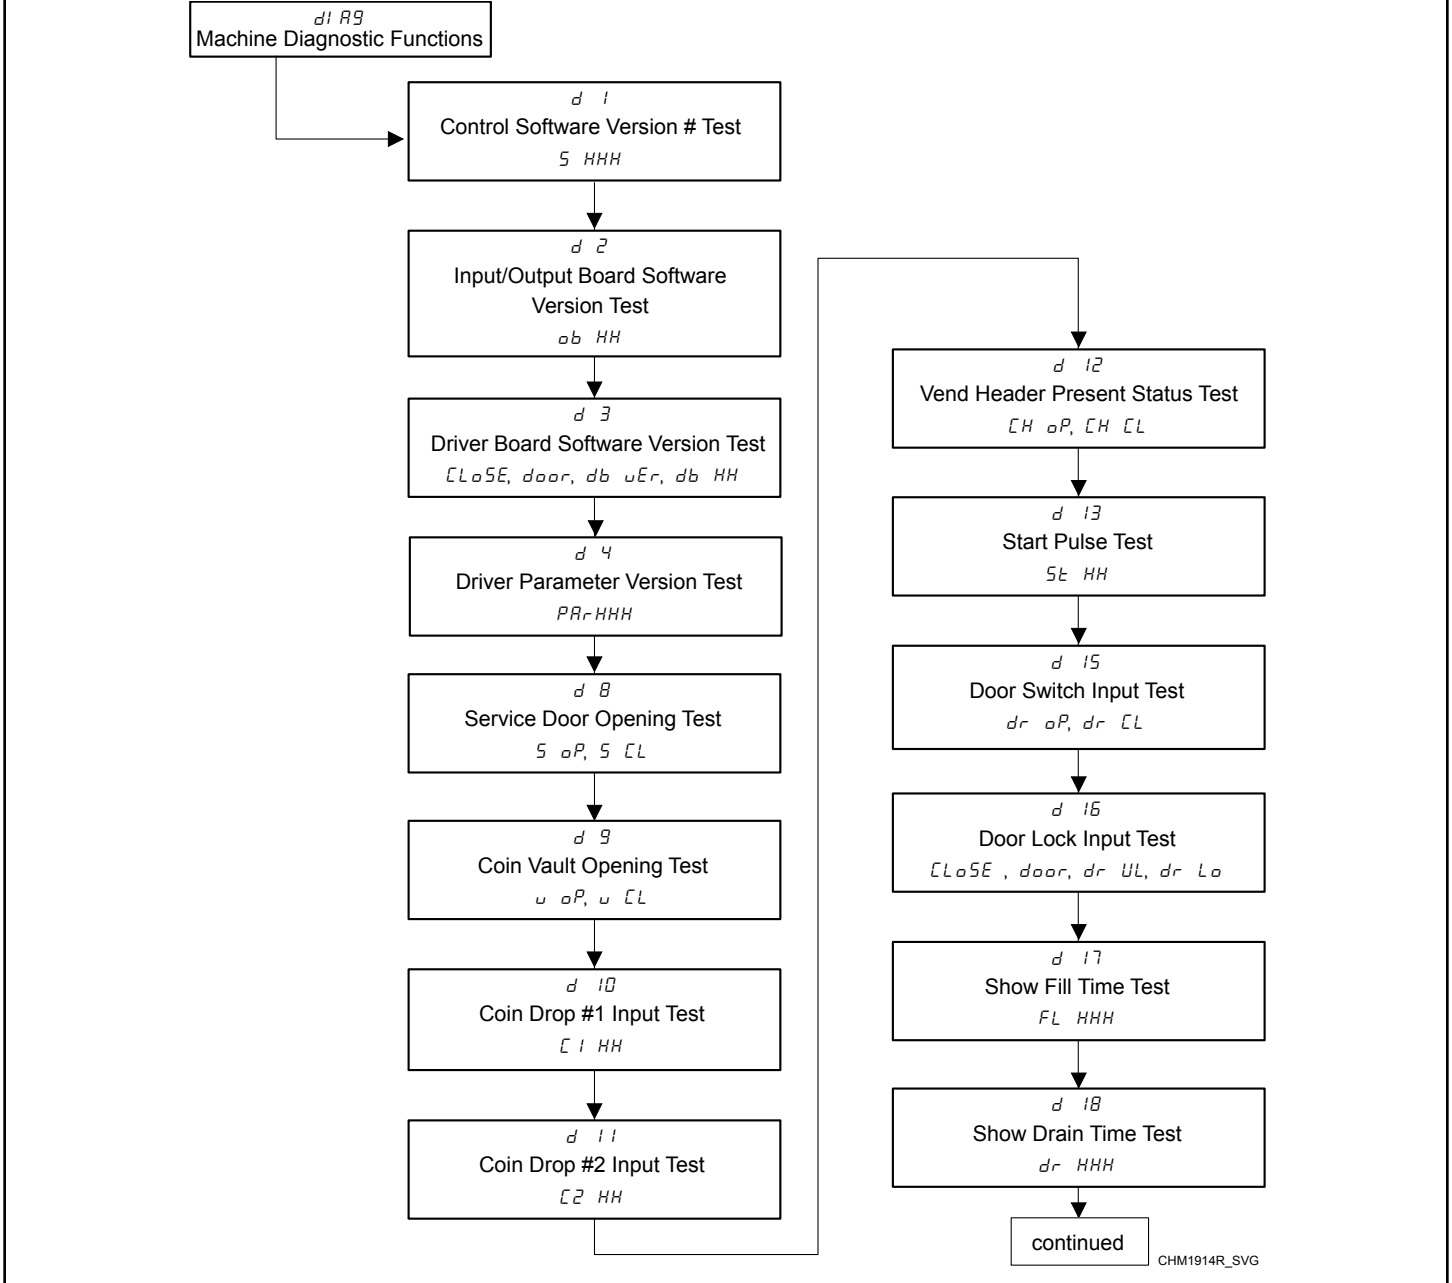 dIAg
Machine Diagnostic Functions
d 1
Control Software Version # Test
S HHH
d 2
Input/Output Board Software
Version Test
ob HH
d 3
Driver Board Software Version Test
CLoSE, door, db uEr, db HH
d 4
Driver Parameter Version Test
PArHHH
d 8
Service Door Opening Test
S oP, S CL
d 9
Coin Vault Opening Test
u oP, u CL
d 10
Coin Drop #1 Input Test
C1 HH
d 11
Coin Drop #2 Input Test
C2 HH
d 12
Vend Header Present Status Test
CH oP, CH CL
d 13
Start Pulse Test
St HH
d 15
Door Switch Input Test
dr oP, dr CL
d 16
Door Lock Input Test
CLoSE , door, dr UL, dr Lo
d 17
Show Fill Time Test
FL HHH
d 18
Show Drain Time Test
dr HHH
continued
CHM1914R_SVG